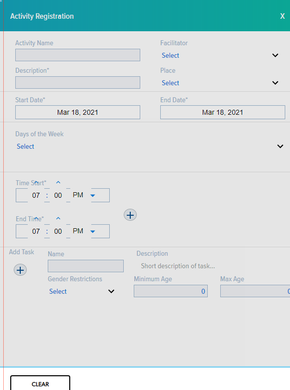 Activity Registration X
Activity Name Facilitator
Select
Description* Place
Select
Start Date* End Date*
Mar 18, 2021 Mar 18, 2021
Days of the Week
Select
Time Start*
07 : 00 PM
End Time*
07 : 00 PM
Add Task Name Description
Short description of task...
Gender Restrictions Minimum Age Max Age
Select 0 0
CLEAR